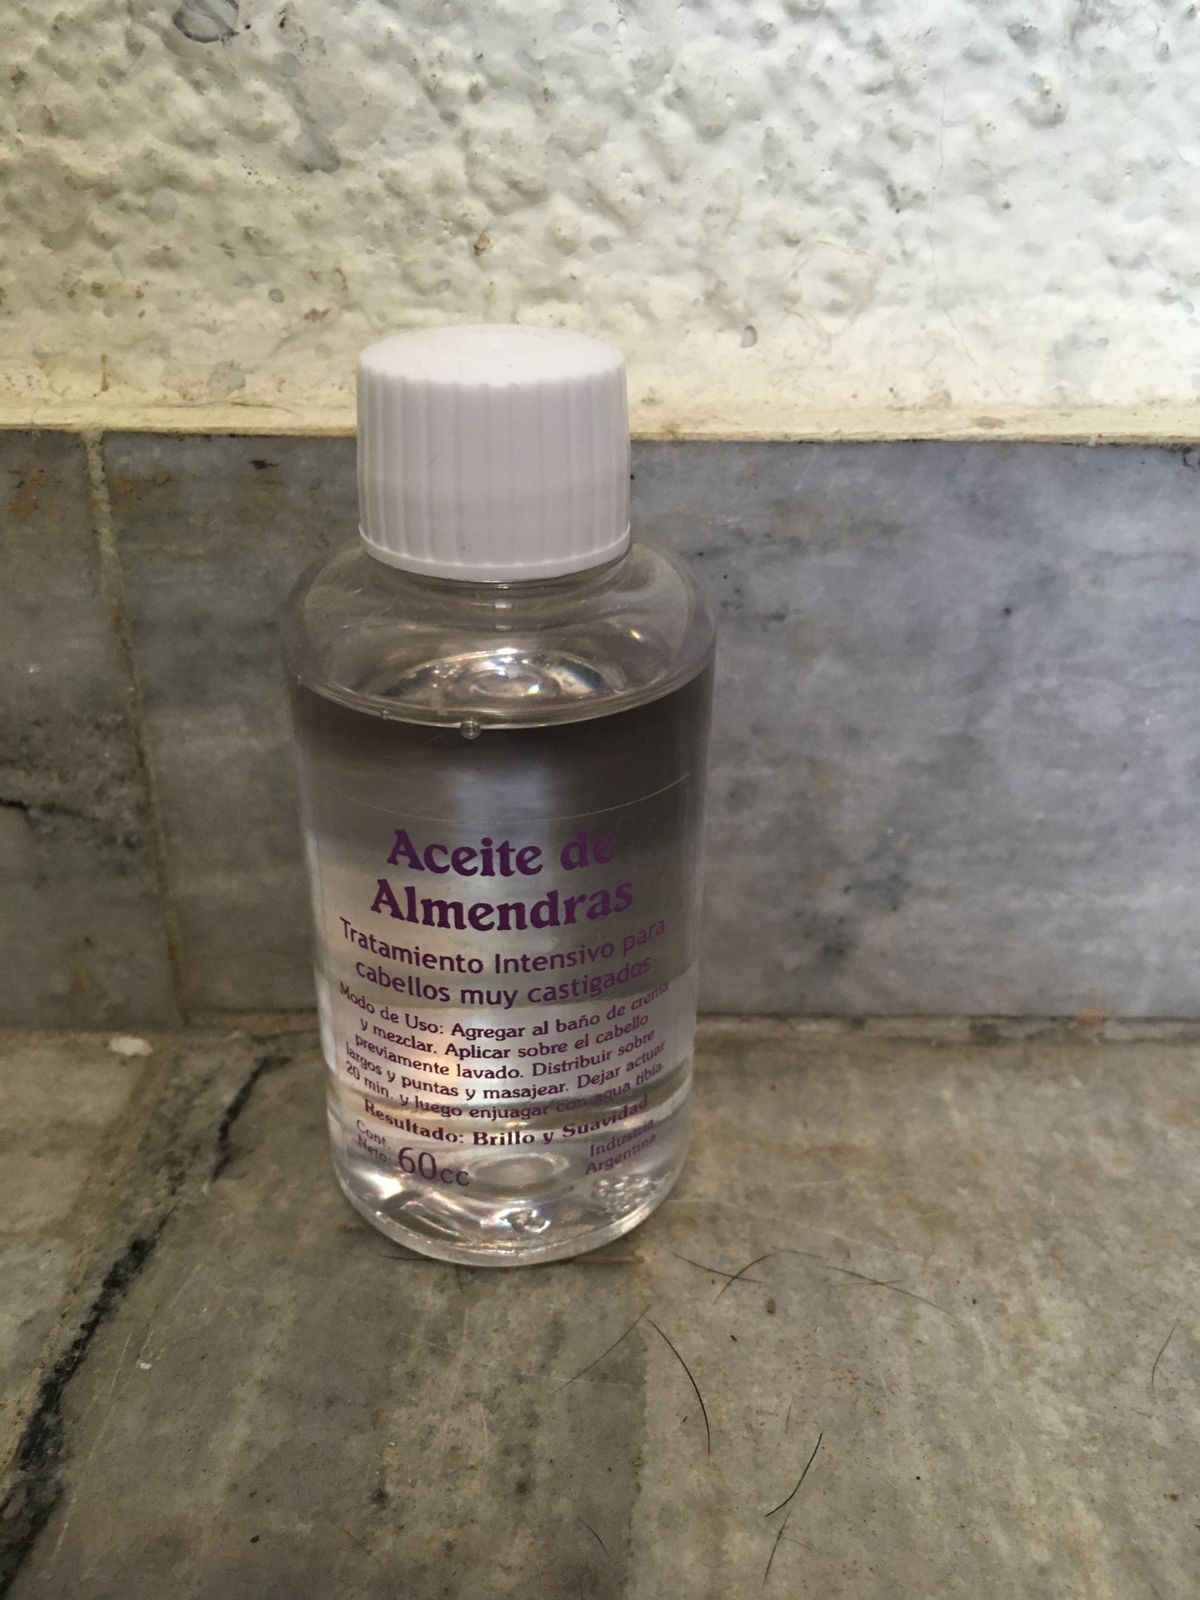 Aceite de
Almendras
Tratamiento Intensivo para
cabellos muy castigados
Modo de Uso: Agregar al baño de crema
y mezclar. Aplicar sobre el cabello
previamente lavado. Distribuir sobre
largos y puntas y masajear. Dejar actuar
20 min. y luego enjuagar con agua tibia.
Resultado: Brillo y Suavidad
Cont.
Neto: 60cc
Industria
Argentina